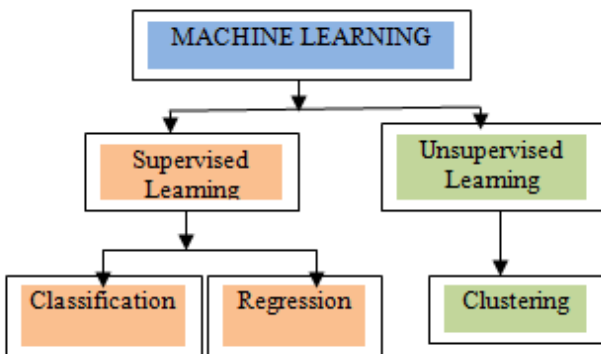 MACHINE LEARNING
Supervised
Learning
Unsupervised
Learning
Classification
Regression
Clustering